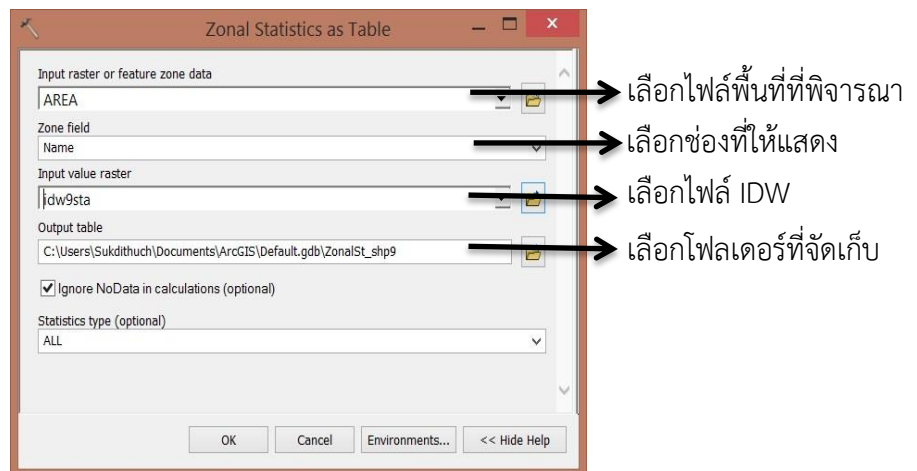 Zonal Statistics as Table
Input raster or feature zone data
AREA
เลือกไฟล์พื้นที่ที่พิจารณา
Zone field
Name
เลือกช่องที่ให้แสดง
Input value raster
idw9sta
เลือกไฟล์ IDW
Output table
C:\Users\Sukdithuch\Documents\ArcGIS\Default.gdb\ZonalSt_shp9
เลือกโฟลเดอร์ที่จัดเก็บ
Ignore NoData in calculations (optional)
Statistics type (optional)
ALL
OK
Cancel
Environments...
<< Hide Help